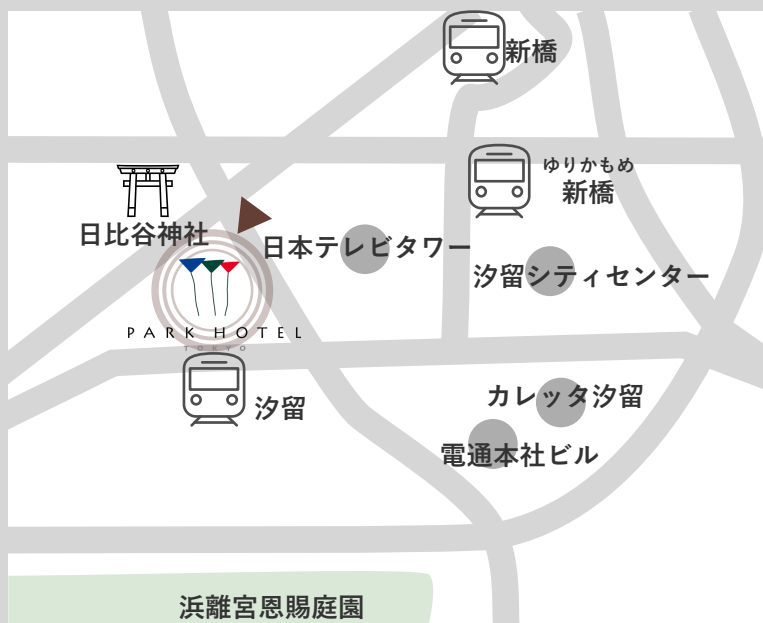 新橋
ゆりかもめ
新橋
日比谷神社
日本テレビタワー
汐留シティセンター
PARK HOTEL
TOKYO
汐留
カレッタ汐留
電通本社ビル
浜離宮恩賜庭園